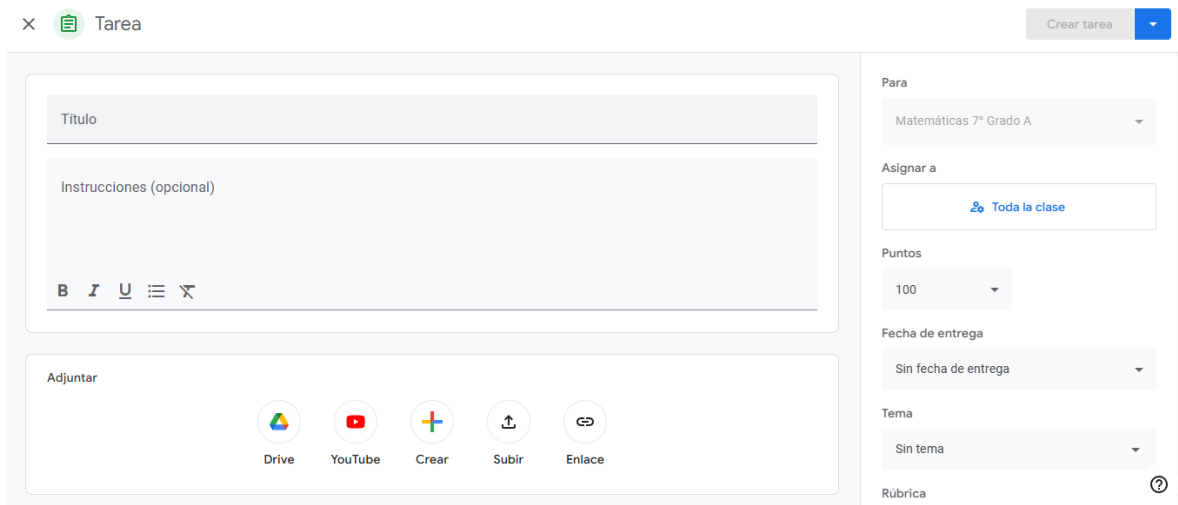 Tarea
Crear tarea
Título
Instrucciones (opcional)
B I U
Adjuntar
Drive YouTube Crear Subir Enlace
Para
Matemáticas 7° Grado A
Asignar a
Toda la clase
Puntos
100
Fecha de entrega
Sin fecha de entrega
Tema
Sin tema
Rúbrica